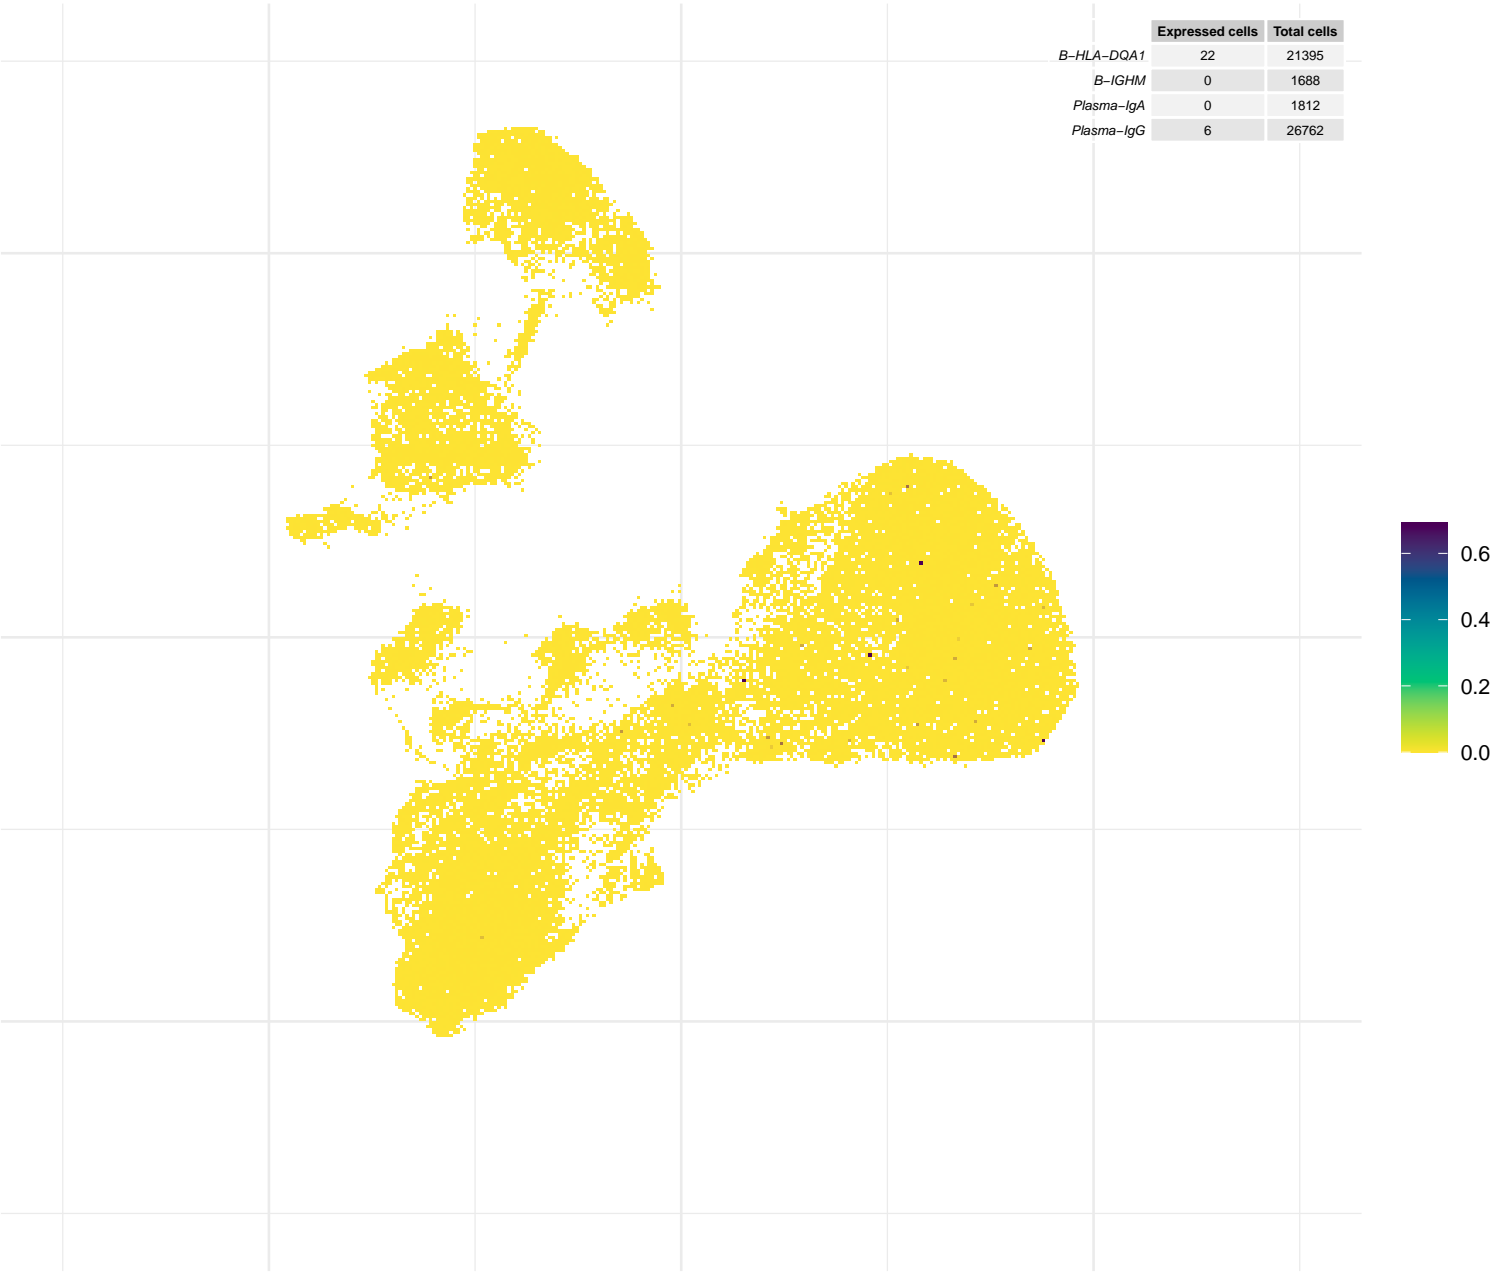 Expressed cells Total cells
B−HLA−DQA1 22 21395
B−IGHM 0 1688
Plasma−IgA 0 1812
Plasma−IgG 6 26762
0.6
0.4
0.2
0.0